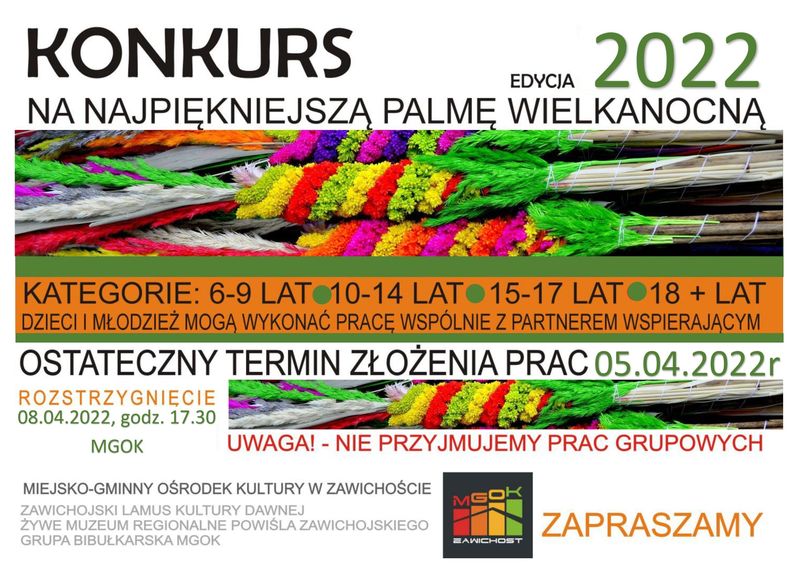 KONKURS
EDYCJA 2022
NA NAJPIĘKNIEJSZĄ PALMĘ WIELKANOCNĄ
KATEGORIE: 6-9 LAT ● 10-14 LAT ● 15-17 LAT ● 18 + LAT
DZIECI I MŁODZIEŻ MOGĄ WYKONAĆ PRACĘ WSPÓLNIE Z PARTNEREM WSPIERAJĄCYM
OSTATECZNY TERMIN ZŁOŻENIA PRAC 05.04.2022r
ROZSTRZYGNIĘCIE
08.04.2022, godz. 17.30
MGOK
UWAGA! - NIE PRZYJMUJEMY PRAC GRUPOWYCH
MIEJSKO-GMINNY OŚRODEK KULTURY W ZAWICHOŚCIE
ZAWICHOJSKI LAMUS KULTURY DAWNEJ
ŻYWE MUZEUM REGIONALNE POWIŚLA ZAWICHOJSKIEGO
GRUPA BIBUŁKARSKA MGOK
MGOK
ZAWICHOST
ZAPRASZAMY